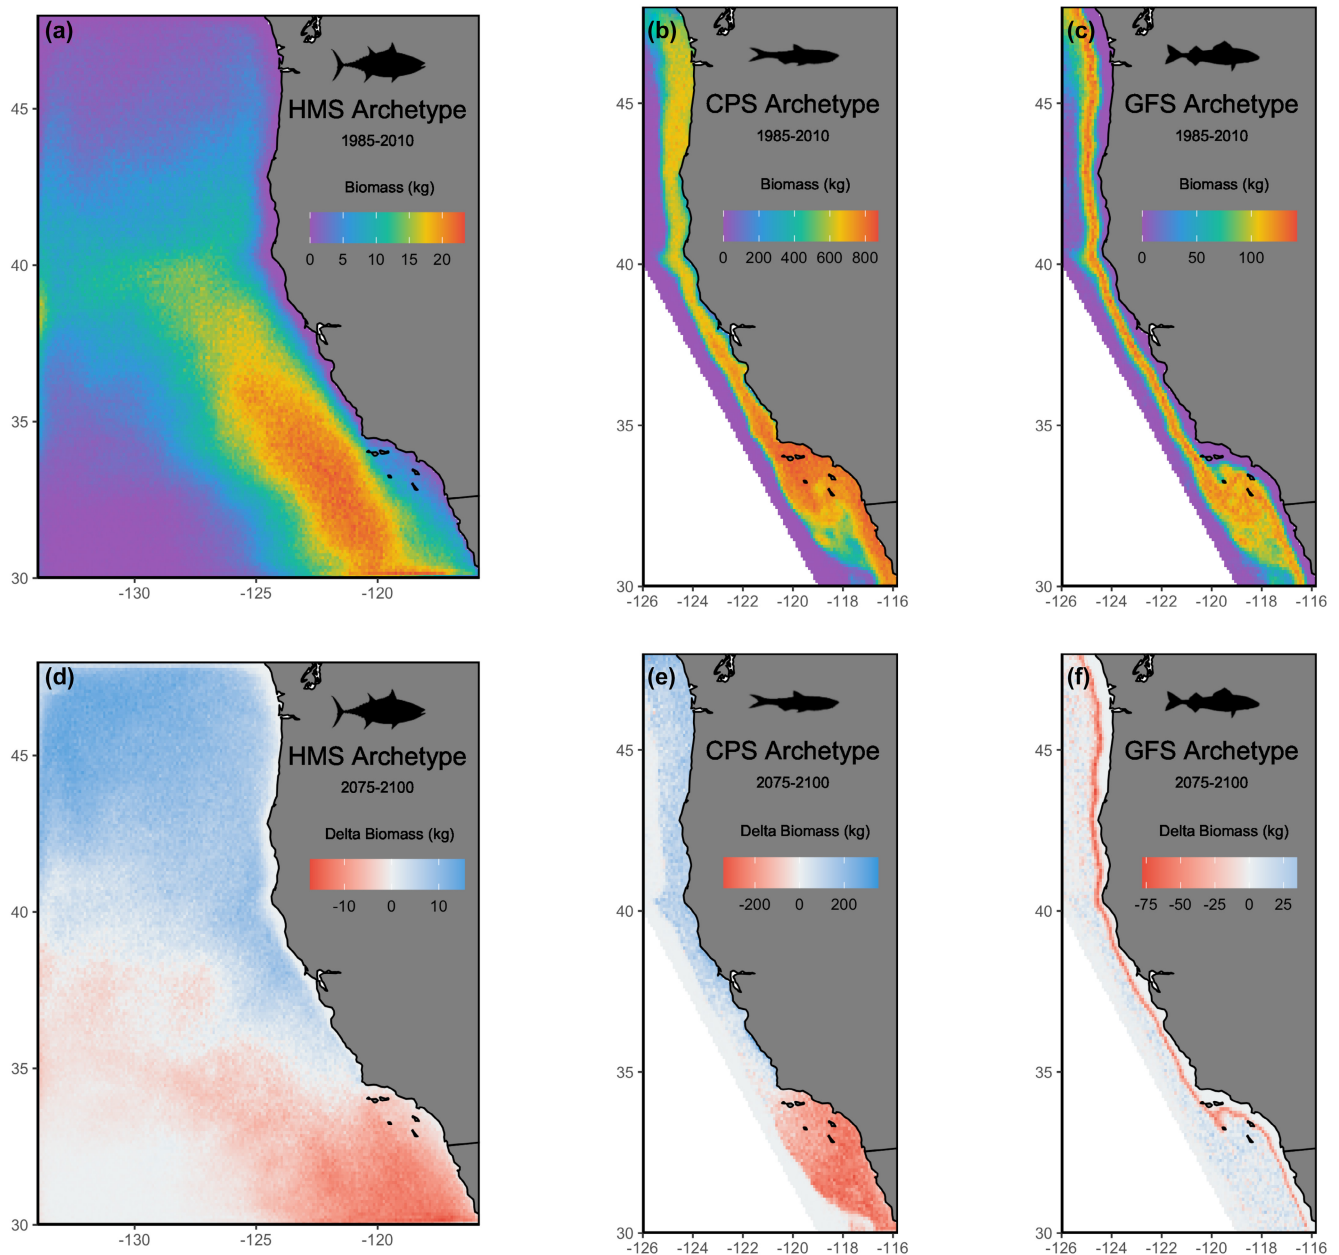 (a)
HMS Archetype
1985-2010
Biomass (kg)
0 5 10 15 20
45
40
35
30
-130 -125 -120
(b)
CPS Archetype
1985-2010
Biomass (kg)
0 200 400 600 800
45
40
35
30
-126 -124 -122 -120 -118 -116
(c)
GFS Archetype
1985-2010
Biomass (kg)
0 50 100
45
40
35
30
-126 -124 -122 -120 -118 -116
(d)
HMS Archetype
2075-2100
Delta Biomass (kg)
-10 0 10
45
40
35
30
-130 -125 -120
(e)
CPS Archetype
2075-2100
Delta Biomass (kg)
-200 0 200
45
40
35
30
-126 -124 -122 -120 -118 -116
(f)
GFS Archetype
2075-2100
Delta Biomass (kg)
-75 -50 -25 0 25
45
40
35
30
-126 -124 -122 -120 -118 -116